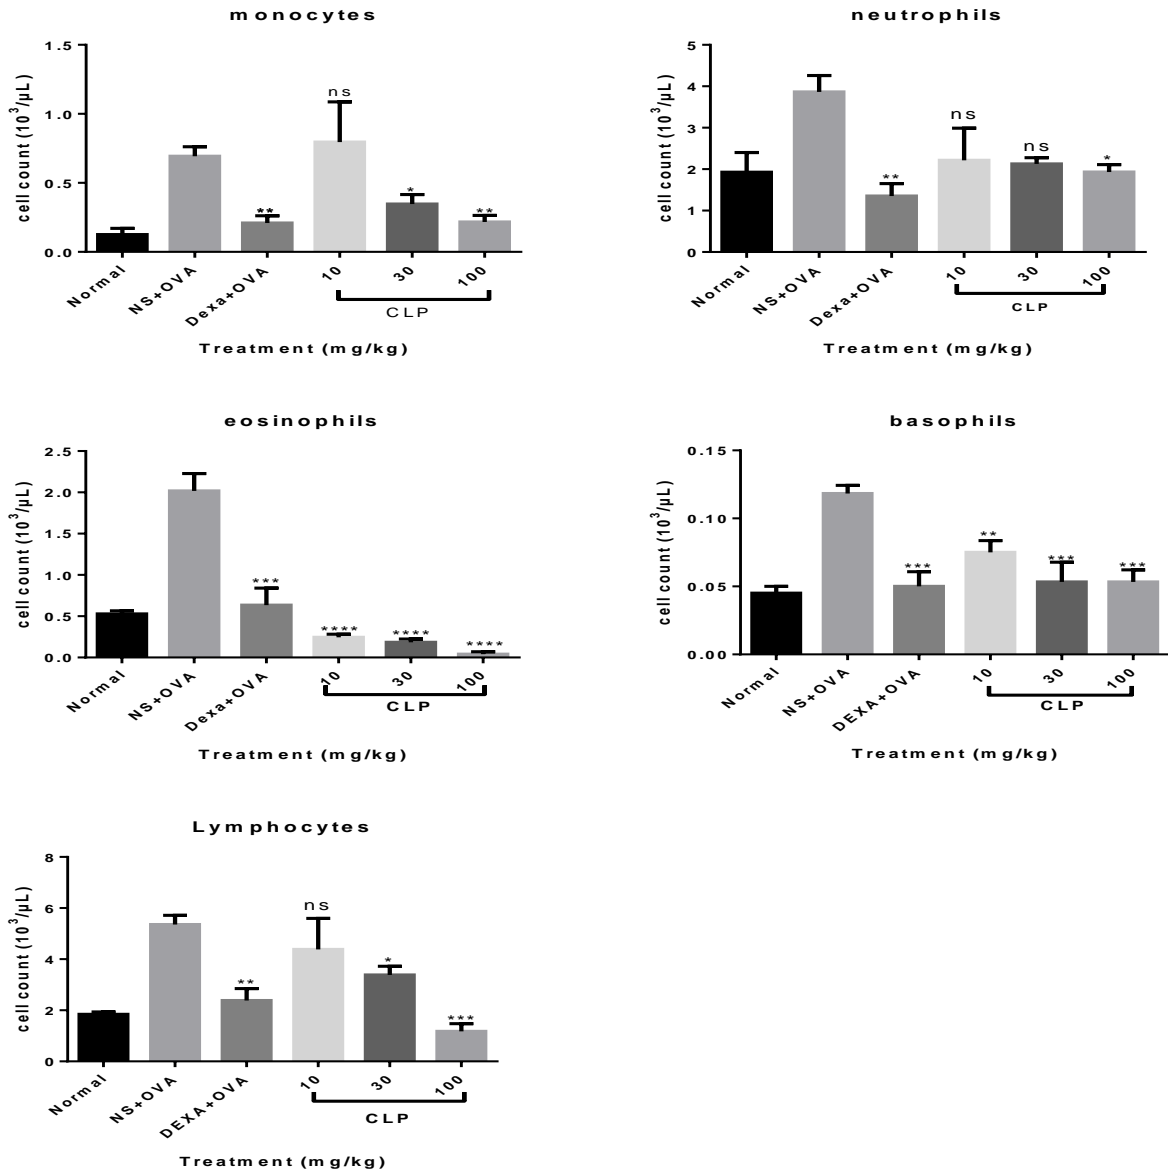 monocytes
cell count (10³/µL)
1.5
1.0
0.5
0.0
ns
**
*
**
Normal
NS+OVA
Dexa+OVA
10
30
100
CLP
Treatment (mg/kg)
neutrophils
cell count (10³/µL)
5
4
3
2
1
0
**
ns
ns
*
Normal
NS+OVA
Dexa+OVA
10
30
100
CLP
Treatment (mg/kg)
eosinophils
cell count (10³/µL)
2.5
2.0
1.5
1.0
0.5
0.0
***
****
****
****
Normal
NS+OVA
Dexa+OVA
10
30
100
CLP
Treatment (mg/kg)
basophils
cell count (10³/µL)
0.15
0.10
0.05
0.00
***
**
***
***
Normal
NS+OVA
DEXA+OVA
10
30
100
CLP
Treatment (mg/kg)
Lymphocytes
cell count (10³/µL)
8
6
4
2
0
**
ns
*
***
Normal
NS+OVA
DEXA+OVA
10
30
100
CLP
Treatment (mg/kg)